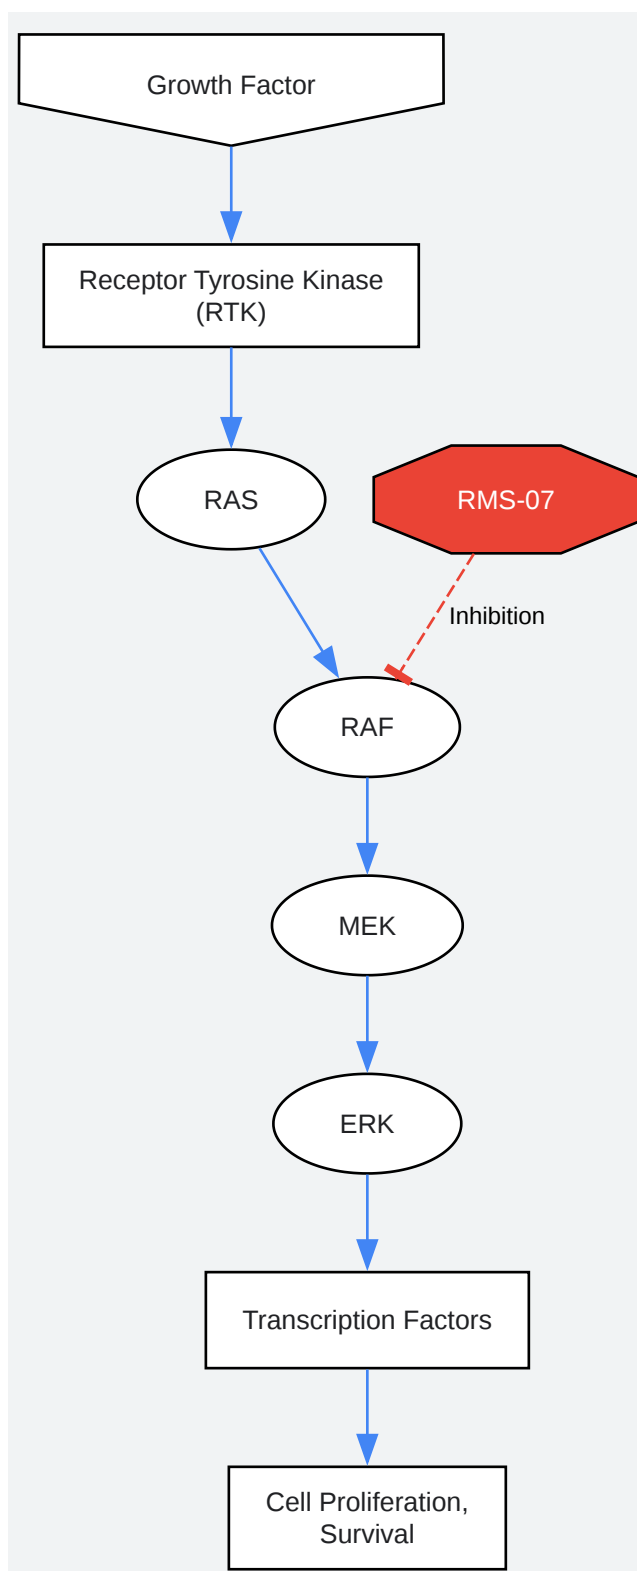 Growth Factor
Receptor Tyrosine Kinase
(RTK)
RAS
RMS-07
Inhibition
RAF
MEK
ERK
Transcription Factors
Cell Proliferation,
Survival